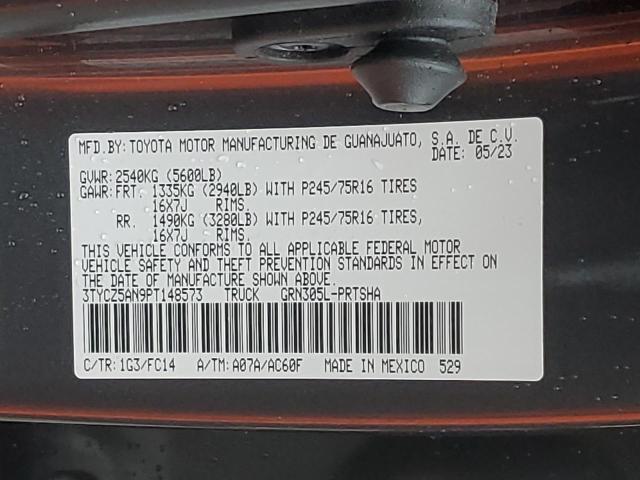 MFD.BY: TOYOTA MOTOR MANUFACTURING DE GUANAJUATO, S.A. DE C.V.
DATE: 05/23
GVWR: 2540KG (5600LB)
GAWR: FRT. 1335KG (2940LB) WITH P245/75R16 TIRES
16X7J RIMS.
RR. 1490KG (3280LB) WITH P245/75R16 TIRES,
16X7J RIMS.
THIS VEHICLE CONFORMS TO ALL APPLICABLE FEDERAL MOTOR
VEHICLE SAFETY AND THEFT PREVENTION STANDARDS IN EFFECT ON
THE DATE OF MANUFACTURE SHOWN ABOVE.
3TYCZ5AN9PT148573 TRUCK GRN305L-PRTSHA
C/TR: 1G3/FC14 A/TM: A07A/AC60F MADE IN MEXICO 529